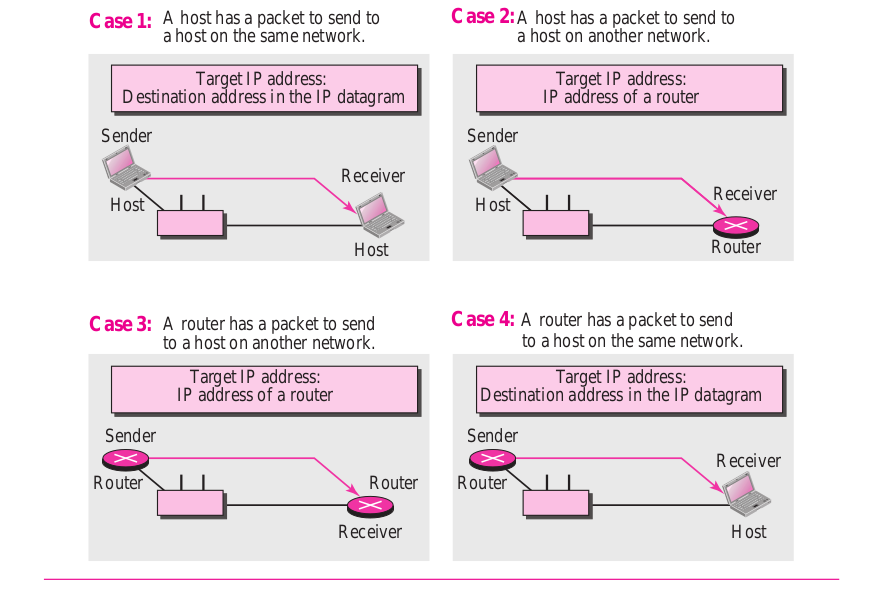 Case 1: A host has a packet to send to
a host on the same network.
Target IP address:
Destination address in the IP datagram
Sender
Receiver
Host
Host
Case 2: A host has a packet to send to
a host on another network.
Target IP address:
IP address of a router
Sender
Receiver
Host
Router
Case 3: A router has a packet to send
to a host on another network.
Target IP address:
IP address of a router
Sender
Router
Router
Receiver
Case 4: A router has a packet to send
to a host on the same network.
Target IP address:
Destination address in the IP datagram
Sender
Receiver
Router
Host